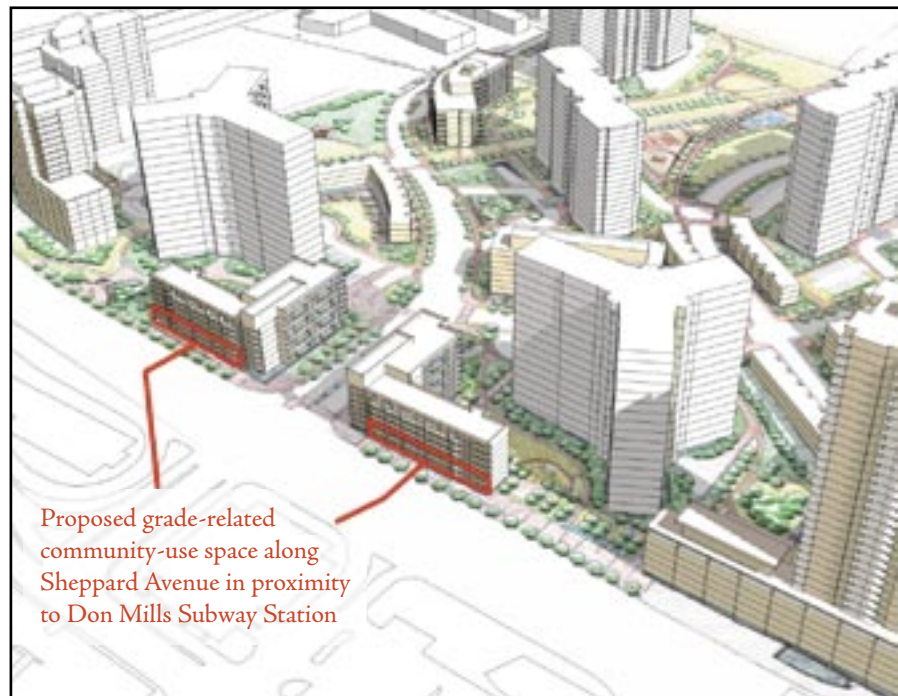 Proposed grade-related
community-use space along
Sheppard Avenue in proximity
to Don Mills Subway Station